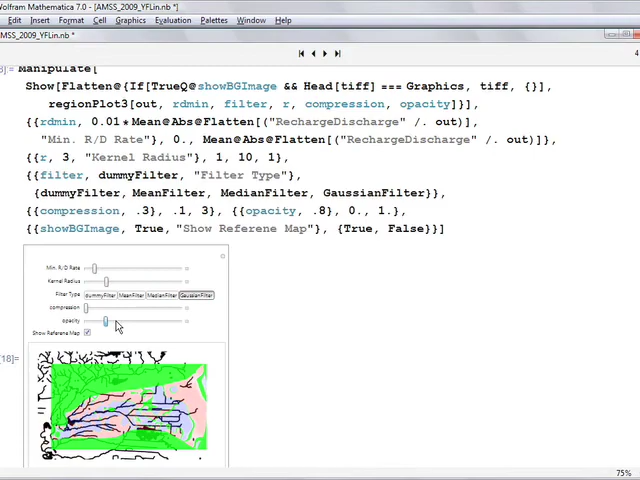 Wolfram Mathematica 7.0 - [AMSS_2009_YFLin.nb *]
Edit Insert Format Cell Graphics Evaluation Palettes Window Help
AMSS_2009_YFLin.nb *
4
8]:= Manipulate[
Show[Flatten@{If[TrueQ@showBGImage && Head[tiff] === Graphics, tiff, {}],
regionPlot3[out, rdmin, filter, r, compression, opacity]}],
{{rdmin, 0.01*Mean@Abs@Flatten[("RechargeDischarge" /. out)],
"Min. R/D Rate"}, 0., Mean@Abs@Flatten[("RechargeDischarge" /. out)]},
{{r, 3, "Kernel Radius"}, 1, 10, 1},
{{filter, dummyFilter, "Filter Type"},
{dummyFilter, MeanFilter, MedianFilter, GaussianFilter}},
{{compression, .3}, .1, 3}, {{opacity, .8}, 0., 1.},
{{showBGImage, True, "Show Referene Map"}, {True, False}}]
Min. R/D Rate
Kernel Radius
Filter Type dummyFilter MeanFilter MedianFilter GaussianFilter
compression
opacity
Show Referene Map
[18]=
75%